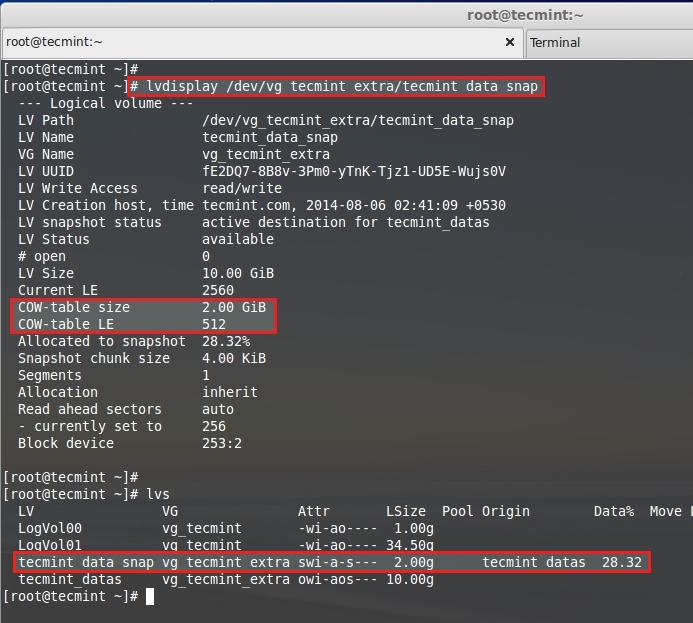 root@tecmint:~
root@tecmint:~ × Terminal
[root@tecmint ~]#
[root@tecmint ~]# lvdisplay /dev/vg_tecmint_extra/tecmint_data_snap
  --- Logical volume ---
  LV Path                /dev/vg_tecmint_extra/tecmint_data_snap
  LV Name                tecmint_data_snap
  VG Name                vg_tecmint_extra
  LV UUID                fE2DQ7-8B8v-3Pm0-yTnK-Tjz1-UD5E-Wujs0V
  LV Write Access        read/write
  LV Creation host, time tecmint.com, 2014-08-06 02:41:09 +0530
  LV snapshot status     active destination for tecmint_datas
  LV Status              available
  # open                 0
  LV Size                10.00 GiB
  Current LE             2560
  COW-table size         2.00 GiB
  COW-table LE           512
  Allocated to snapshot  28.32%
  Snapshot chunk size    4.00 KiB
  Segments               1
  Allocation             inherit
  Read ahead sectors     auto
  - currently set to     256
  Block device           253:2
[root@tecmint ~]#
[root@tecmint ~]# lvs
  LV                VG               Attr       LSize  Pool Origin        Data%  Move L
  LogVol00          vg_tecmint       -wi-ao----  1.00g
  LogVol01          vg_tecmint       -wi-ao---- 34.50g
  tecmint_data_snap vg_tecmint_extra swi-a-s---  2.00g      tecmint_datas  28.32
  tecmint_datas     vg_tecmint_extra owi-aos--- 10.00g
[root@tecmint ~]#